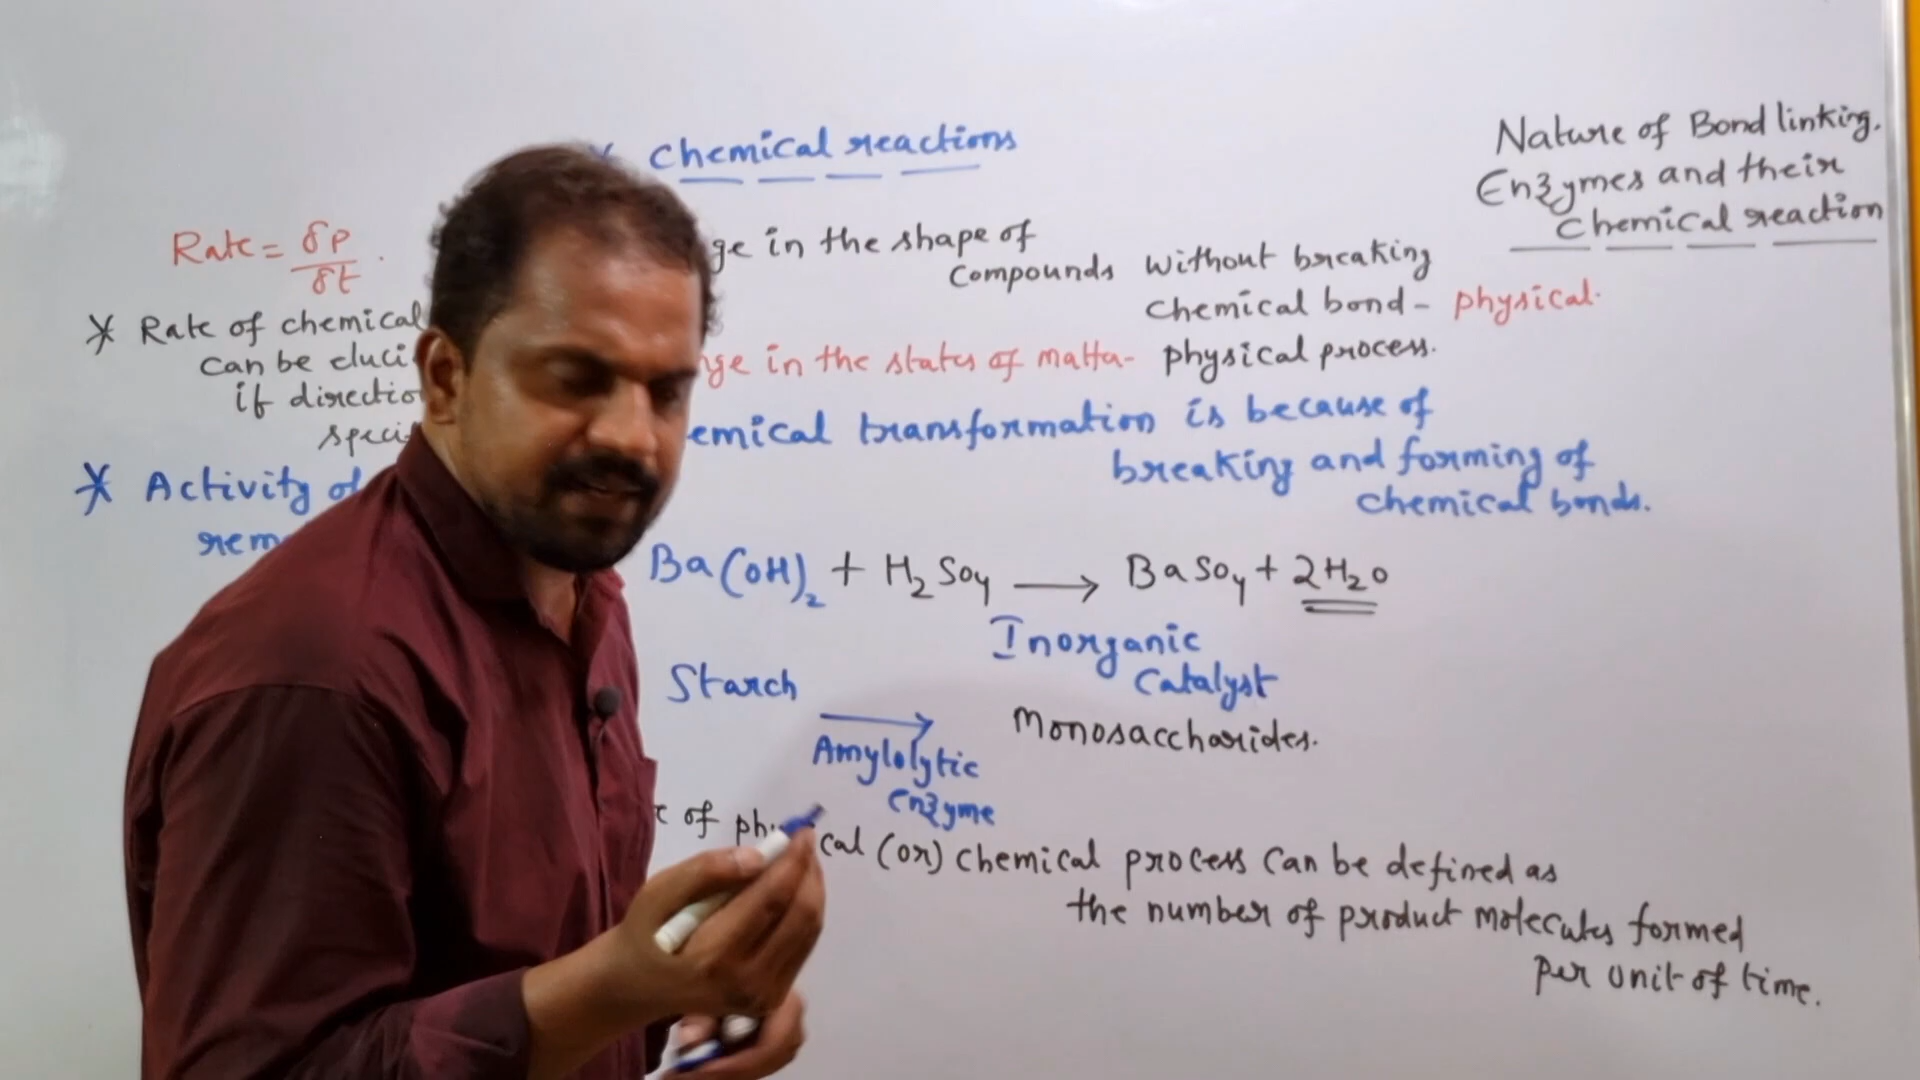 Chemical reactions
Nature of Bond linking.
Enzymes and their
chemical reaction
Rate = δP
δt
ge in the shape of
compounds without breaking
chemical bond - physical
physical process.
* Rate of chemical
can be eluci
if directio
speci
nge in the states of matter-
emical transformation is because of
breaking and forming of
chemical bonds.
* Activity of
rem
Ba(OH)2 + H2SO4 → BaSO4 + 2H2O
Inorganic
Catalyst
Starch → Monosaccharides.
Amylolytic
enzyme
of physical (or) chemical process can be defined as
the number of product molecules formed
per unit of time.